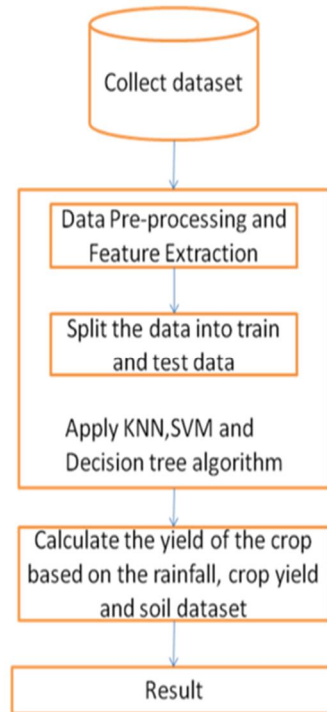 Collect dataset
Data Pre-processing and
Feature Extraction
Split the data into train
and test data
Apply KNN,SVM and
Decision tree algorithm
Calculate the yield of the crop
based on the rainfall, crop yield
and soil dataset
Result